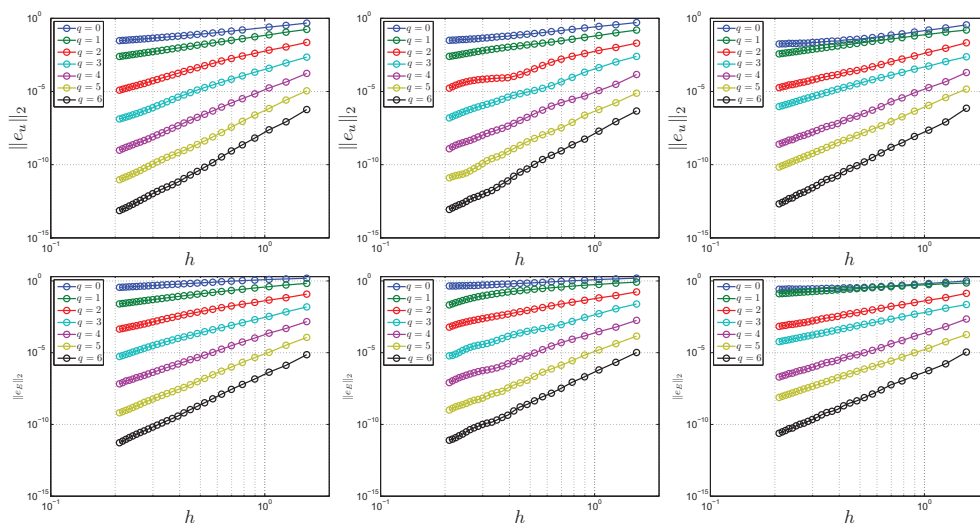 10^0
10^-5
10^-10
10^-15
||e_u||_2
q = 0
q = 1
q = 2
q = 3
q = 4
q = 5
q = 6
10^-1
10^0
h
10^0
10^-5
10^-10
10^-15
||e_u||_2
q = 0
q = 1
q = 2
q = 3
q = 4
q = 5
q = 6
10^-1
10^0
h
10^0
10^-5
10^-10
10^-15
||e_u||_2
q = 0
q = 1
q = 2
q = 3
q = 4
q = 5
q = 6
10^-1
10^0
h
10^0
10^-5
10^-10
10^-15
||e_E||_2
q = 0
q = 1
q = 2
q = 3
q = 4
q = 5
q = 6
10^-1
10^0
h
10^0
10^-5
10^-10
10^-15
||e_E||_2
q = 0
q = 1
q = 2
q = 3
q = 4
q = 5
q = 6
10^-1
10^0
h
10^0
10^-5
10^-10
10^-15
||e_E||_2
q = 0
q = 1
q = 2
q = 3
q = 4
q = 5
q = 6
10^-1
10^0
h